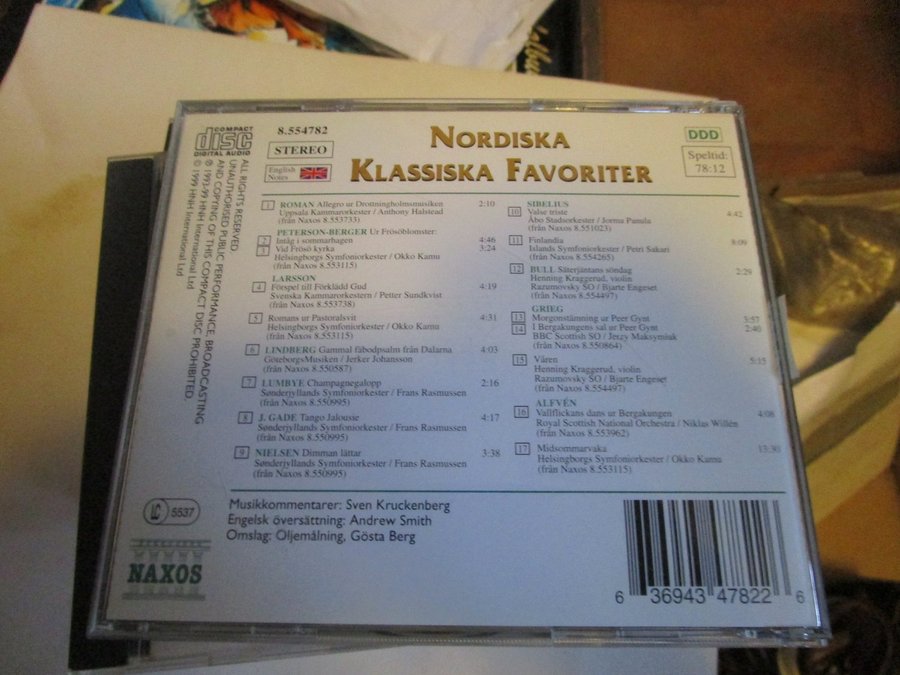 COMPACT
disc
DIGITAL AUDIO
8.554782
STEREO
English
Notes
NORDISKA
KLASSISKA FAVORITER
DDD
Speltid:
78:12
ALL RIGHTS RESERVED.
UNAUTHORISED PUBLIC PERFORMANCE, BROADCASTING
AND COPYING OF THIS COMPACT DISC PROHIBITED.
℗ 1993-99 HNH International Ltd
© 1999 HNH International Ltd
1 ROMAN Allegro ur Drottningholmsmusiken 2:10
Uppsala Kammarorkester / Anthony Halstead
(från Naxos 8.553733)
PETERSON-BERGER Ur Frösöblomster:
2 Intåg i sommarhagen 4:46
3 Vid Frösö kyrka 3:24
Helsingborgs Symfoniorkester / Okko Kamu
(från Naxos 8.553115)
LARSSON
4 Förspel till Förklädd Gud 4:19
Svenska Kammarorkestern / Petter Sundkvist
(från Naxos 8.553738)
5 Romans ur Pastoralsvit 4:31
Helsingborgs Symfoniorkester / Okko Kamu
(från Naxos 8.553115)
6 LINDBERG Gammal fäbodpsalm från Dalarna 4:03
GöteborgsMusiken / Jerker Johansson
(från Naxos 8.550587)
7 LUMBYE Champagnegalopp 2:16
Sønderjyllands Symfoniorkester / Frans Rasmussen
(från Naxos 8.550995)
8 J. GADE Tango Jalousie 4:17
Sønderjyllands Symfoniorkester / Frans Rasmussen
(från Naxos 8.550995)
9 NIELSEN Dimman lättar 3:38
Sønderjyllands Symfoniorkester / Frans Rasmussen
(från Naxos 8.550995)
SIBELIUS
10 Valse triste 4:42
Åbo Stadsorkester / Jorma Panula
(från Naxos 8.551023)
11 Finlandia 8:09
Islands Symfoniorkester / Petri Sakari
(från Naxos 8.554265)
12 BULL Säterjäntans söndag 2:29
Henning Kraggerud, violin
Razumovsky SO / Bjarte Engeset
(från Naxos 8.554497)
GRIEG
13 Morgonstämning ur Peer Gynt 3:57
14 I Bergakungens sal ur Peer Gynt 2:40
BBC Scottish SO / Jerzy Maksymiuk
(från Naxos 8.550864)
15 Våren 5:15
Henning Kraggerud, violin
Razumovsky SO / Bjarte Engeset
(från Naxos 8.554497)
ALFVÉN
16 Vallflickans dans ur Bergakungen 4:08
Royal Scottish National Orchestra / Niklas Willén
(från Naxos 8.553962)
17 Midsommarvaka 13:30
Helsingborgs Symfoniorkester / Okko Kamu
(från Naxos 8.553115)
LC 5537
NAXOS
Musikkommentarer: Sven Kruckenberg
Engelsk översättning: Andrew Smith
Omslag: Oljemålning, Gösta Berg
6 36943 47822 6